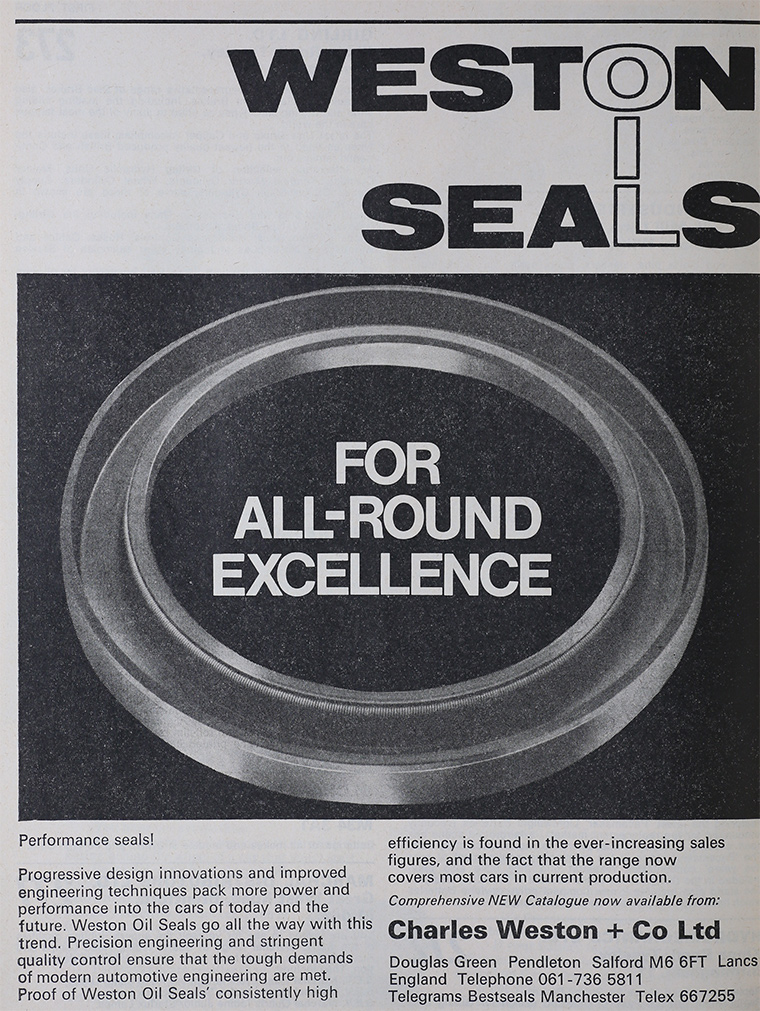 WESTON
OIL
SEALS
FOR
ALL-ROUND
EXCELLENCE
Performance seals!
Progressive design innovations and improved
engineering techniques pack more power and
performance into the cars of today and the
future. Weston Oil Seals go all the way with this
trend. Precision engineering and stringent
quality control ensure that the tough demands
of modern automotive engineering are met.
Proof of Weston Oil Seals' consistently high
efficiency is found in the ever-increasing sales
figures, and the fact that the range now
covers most cars in current production.
Comprehensive NEW Catalogue now available from:
Charles Weston + Co Ltd
Douglas Green Pendleton Salford M6 6FT Lancs
England Telephone 061-736 5811
Telegrams Bestseals Manchester Telex 667255